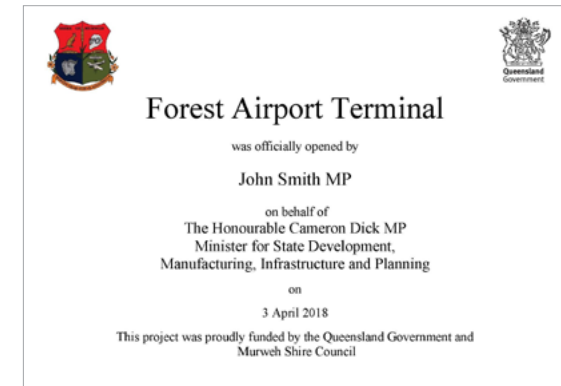 Queensland
Government
Forest Airport Terminal
was officially opened by
John Smith MP
on behalf of
The Honourable Cameron Dick MP
Minister for State Development,
Manufacturing, Infrastructure and Planning
on
3 April 2018
This project was proudly funded by the Queensland Government and
Murweh Shire Council